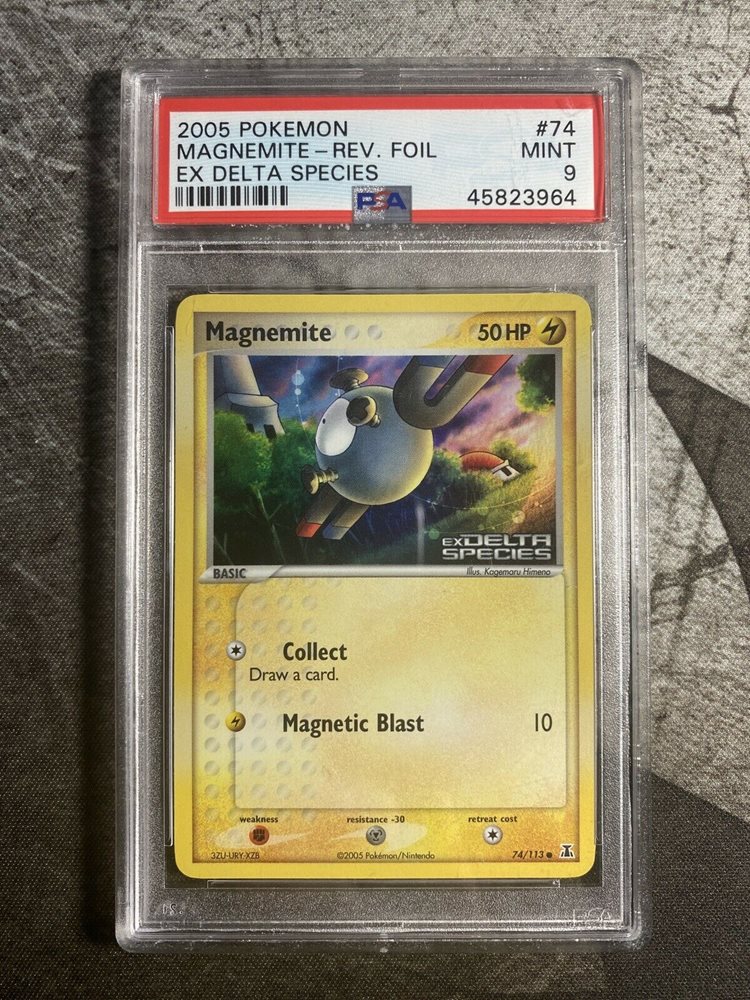 2005 POKEMON #74
MAGNEMITE - REV. FOIL MINT
EX DELTA SPECIES 9
PSA 45823964
Magnemite 50 HP
EX DELTA
SPECIES
BASIC
Illus. Kagemaru Himeno
Collect
Draw a card.
Magnetic Blast 10
weakness resistance -30 retreat cost
3ZU-URY-XZB ©2005 Pokémon/Nintendo 74/113